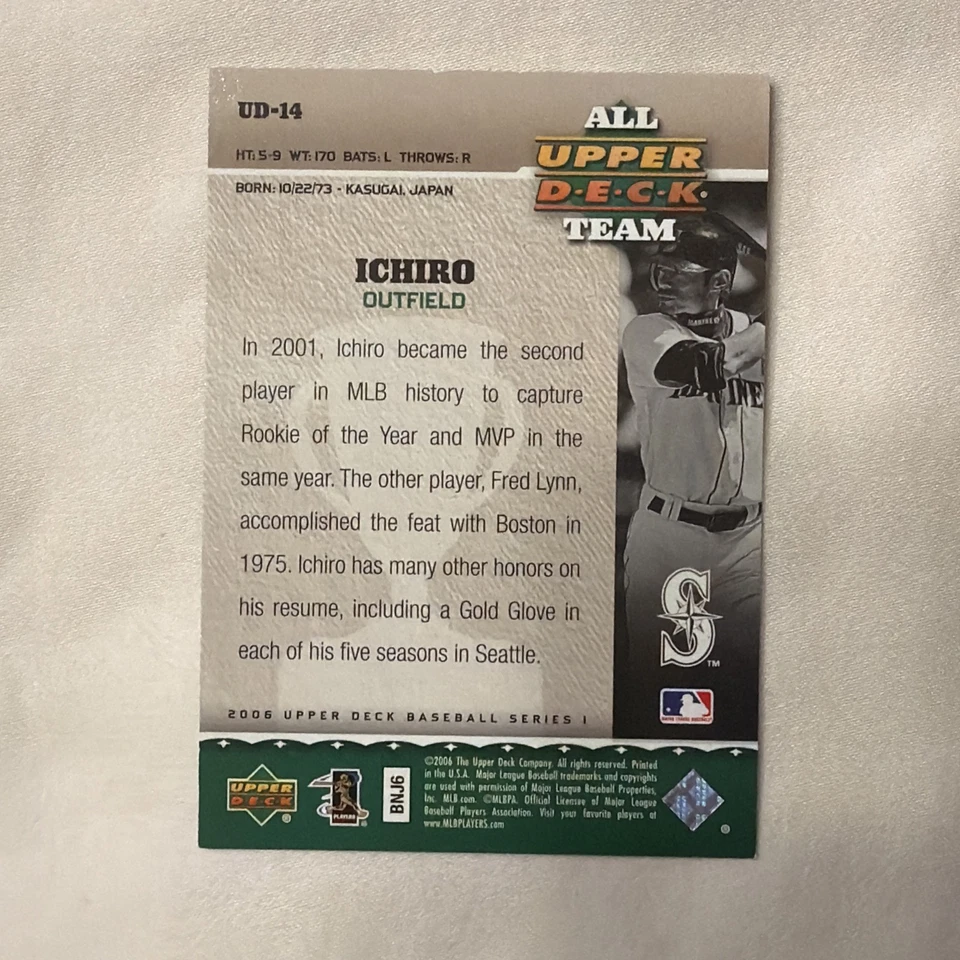 UD-14
HT: 5-9 WT: 170 BATS: L THROWS: R
BORN: 10/22/73 - KASUGAI, JAPAN
ALL
UPPER
D·E·C·K
TEAM
ICHIRO
OUTFIELD
In 2001, Ichiro became the second
player in MLB history to capture
Rookie of the Year and MVP in the
same year. The other player, Fred Lynn,
accomplished the feat with Boston in
1975. Ichiro has many other honors on
his resume, including a Gold Glove in
each of his five seasons in Seattle.
S
TM
2006 UPPER DECK BASEBALL SERIES 1
UPPER
DECK
PLAYERS
BNJ6
©2006 The Upper Deck Company. All rights reserved. Printed
in the U.S.A. Major League Baseball trademarks and copyrights
are used with permission of Major League Baseball Properties,
Inc. MLB.com. ©MLBPA. Official Licensee of Major League
Baseball Players Association. Visit your favorite players at
www.MLBPLAYERS.com